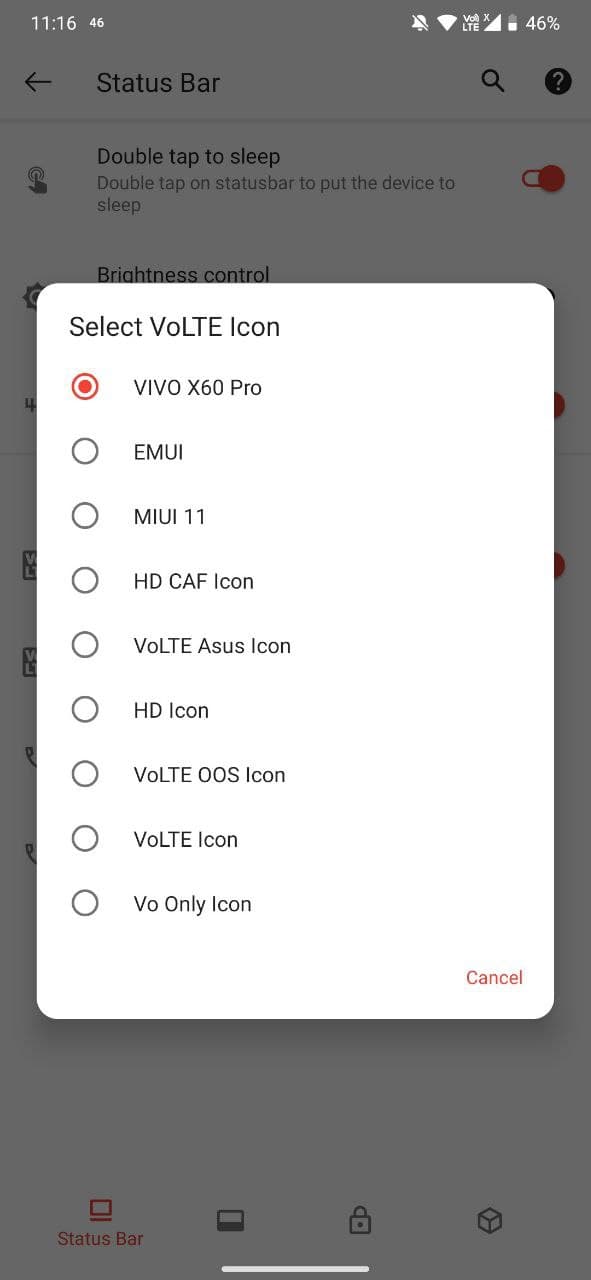 11:16 46 Vo) LTE X 46%
Status Bar
Double tap to sleep
Double tap on statusbar to put the device to
sleep
Brightness control
Select VoLTE Icon
VIVO X60 Pro
EMUI
MIUI 11
HD CAF Icon
VoLTE Asus Icon
HD Icon
VoLTE OOS Icon
VoLTE Icon
Vo Only Icon
Cancel
Status Bar